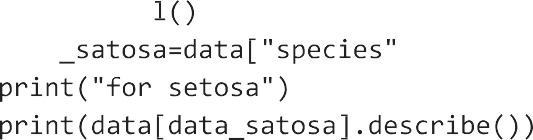 l()
_satosa=data["species"
print("for setosa")
print(data[data_satosa].describe())